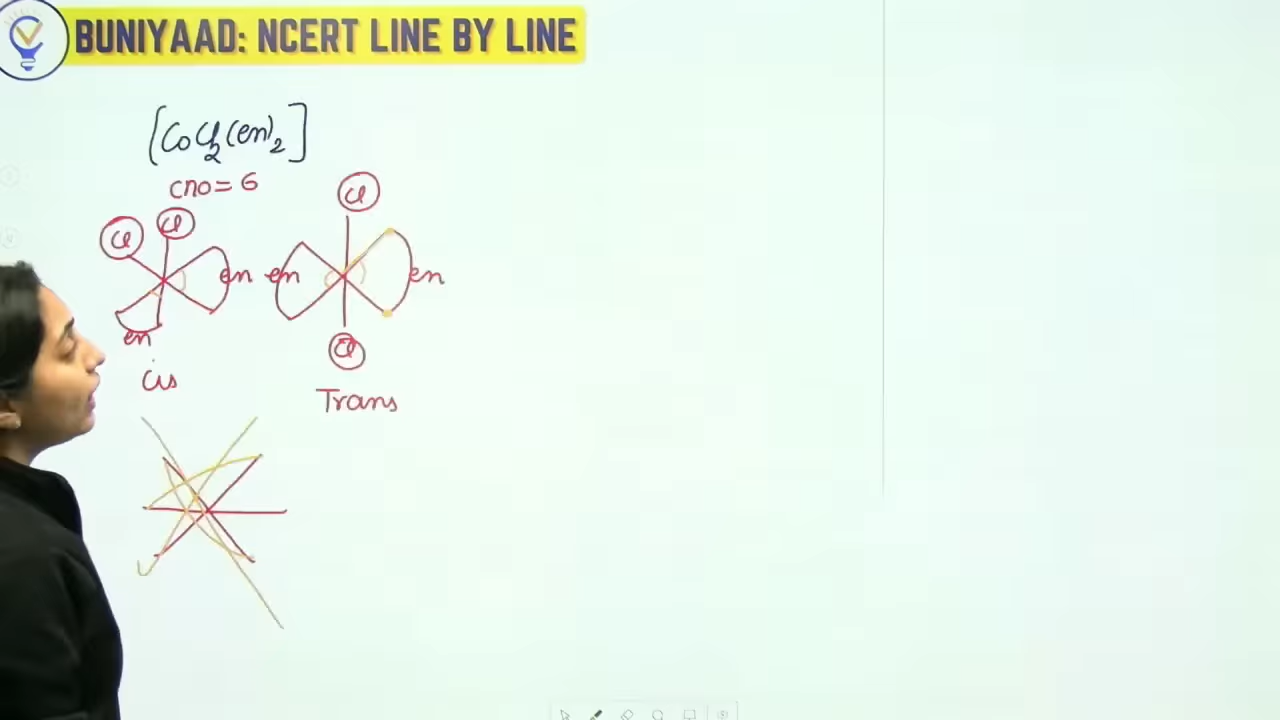 BUNIYAAD: NCERT LINE BY LINE
[CoCl2(en)2]
cno = 6
Cl Cl en en
cis
Cl en en Cl
Trans